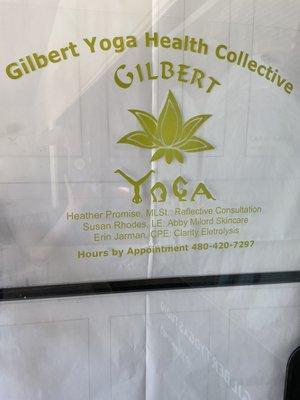 Gilbert Yoga Health Collective
GILBERT
YOGA
Heather Promise, MLSL: Reflective Consultation
Susan Rhodes, LE: Abby Milord Skincare
Erin Jarman, CPE: Clarity Eletrolysis
Hours by Appointment 480-420-7297